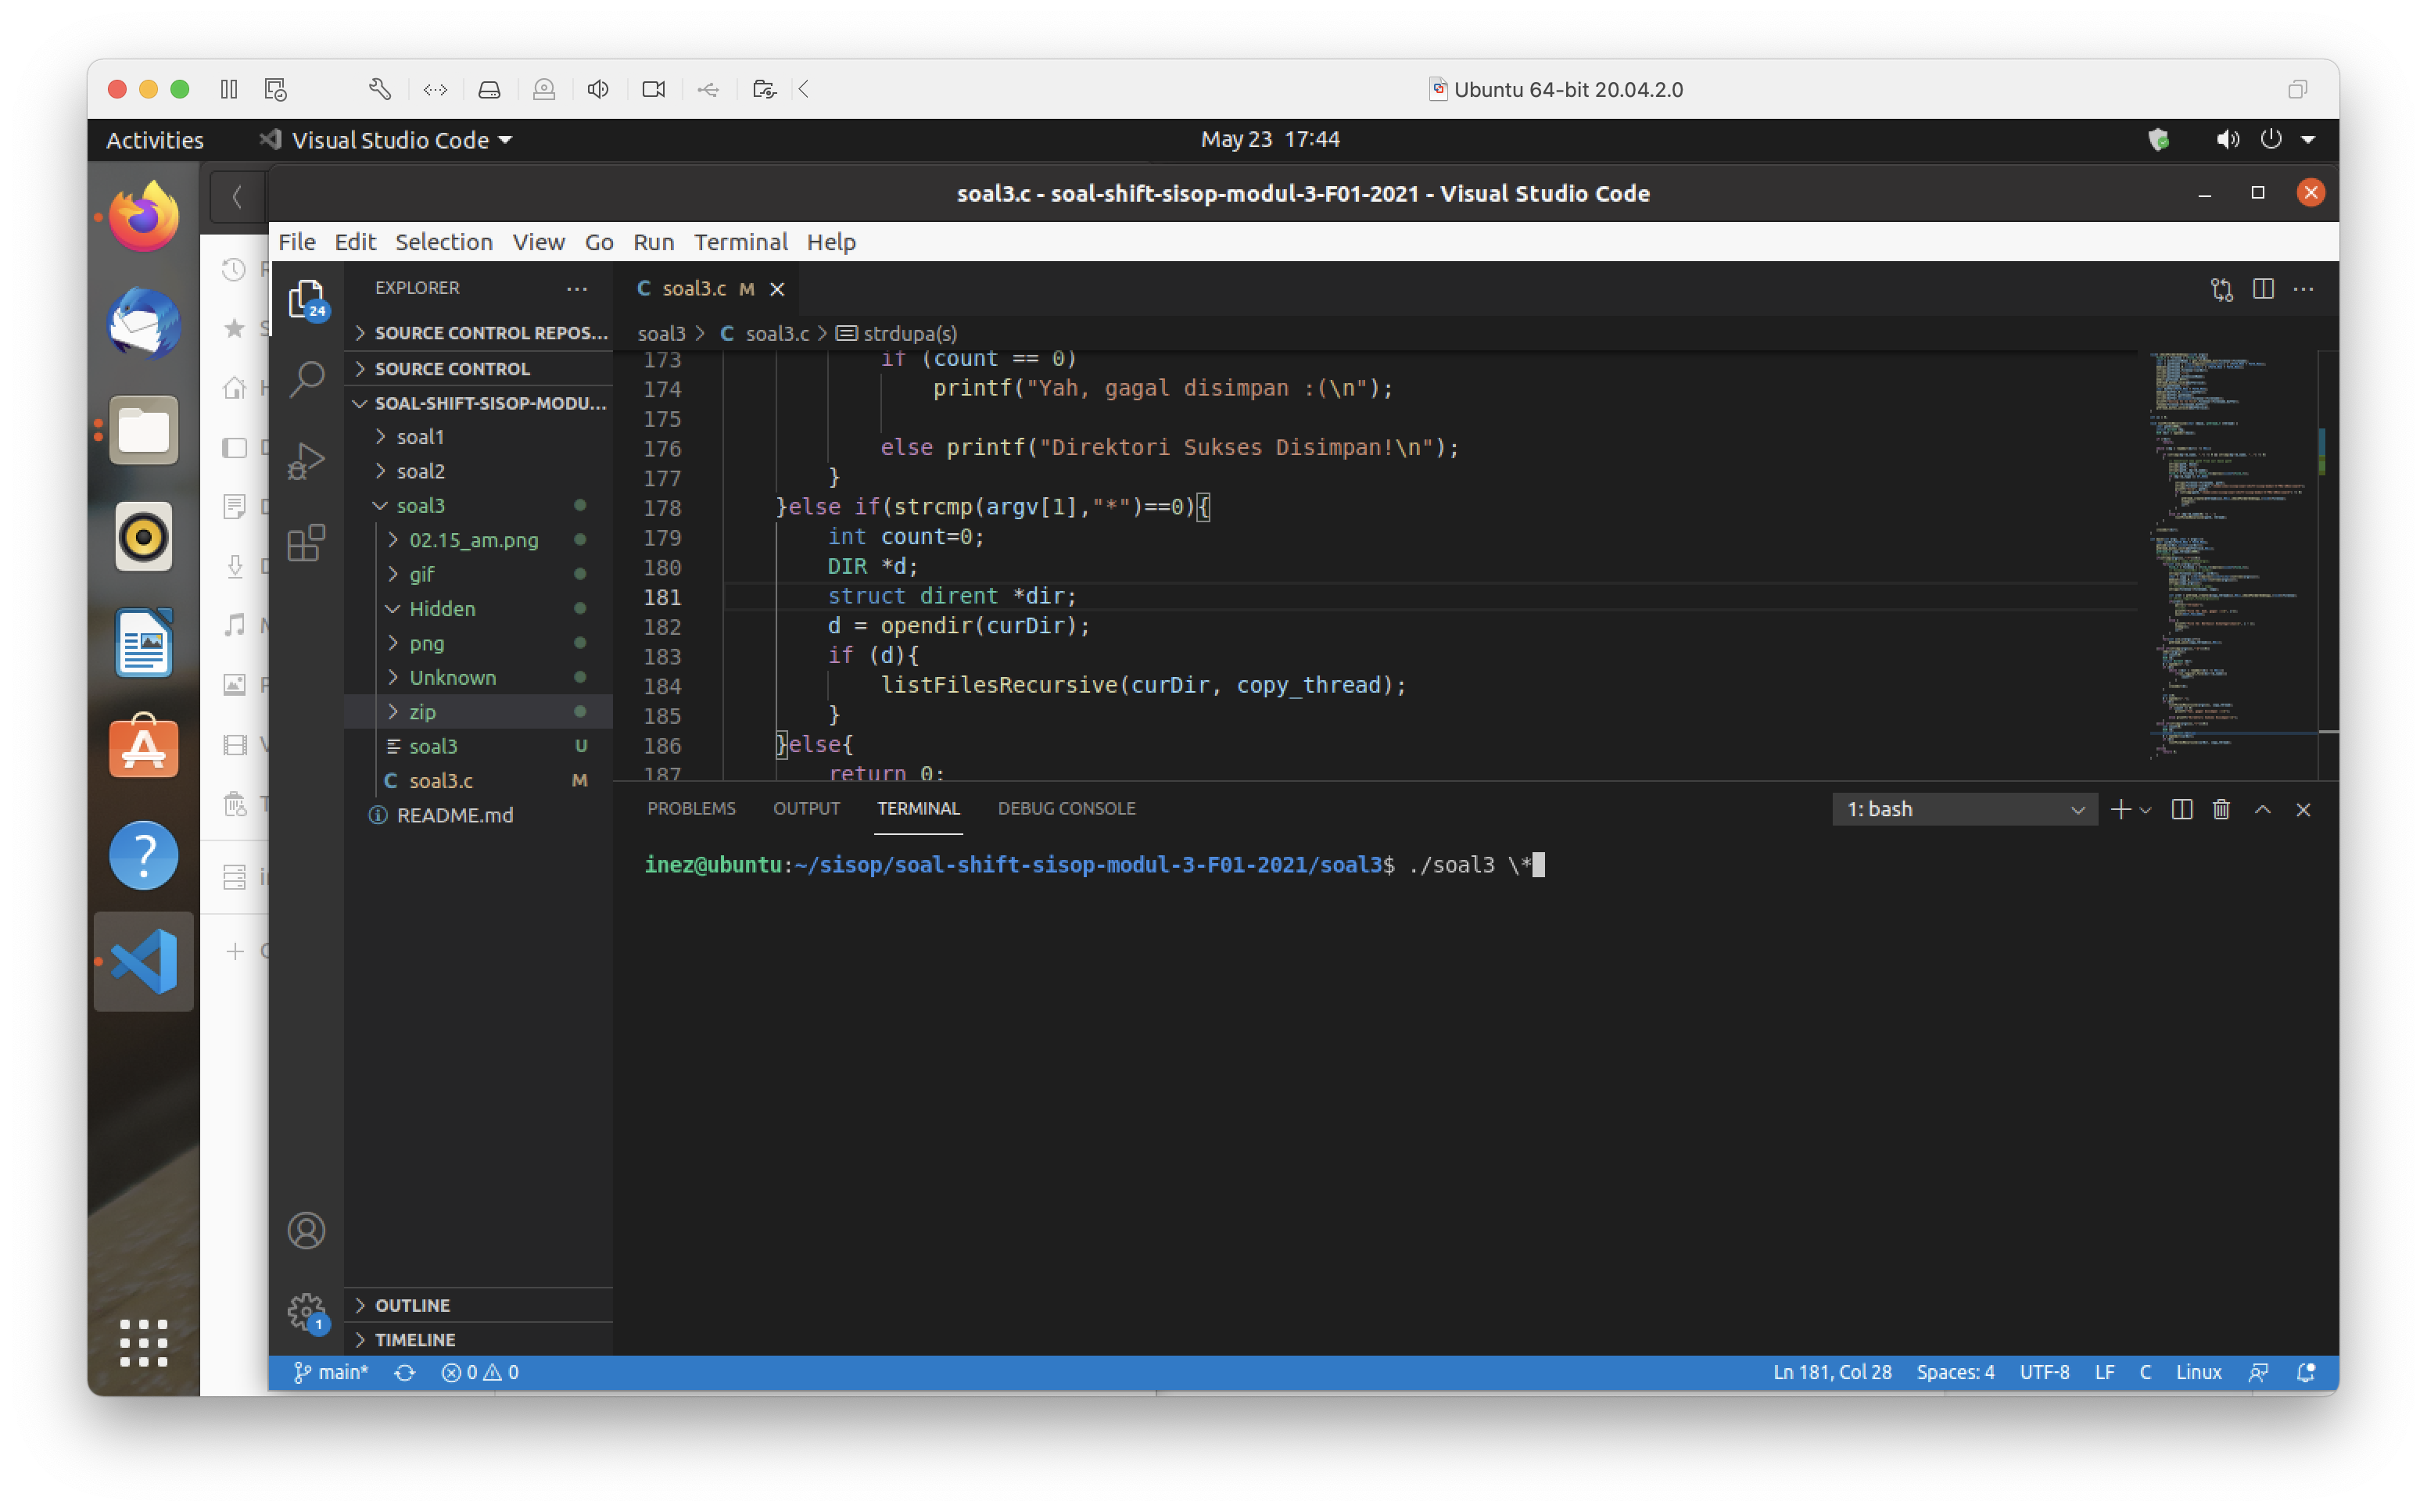 Ubuntu 64-bit 20.04.2.0
Activities
Visual Studio Code
May 23 17:44
soal3.c - soal-shift-sisop-modul-3-F01-2021 - Visual Studio Code
File Edit Selection View Go Run Terminal Help
24
EXPLORER
SOURCE CONTROL REPOS...
SOURCE CONTROL
SOAL-SHIFT-SISOP-MODU...
soal1
soal2
soal3
02.15_am.png
gif
Hidden
png
Unknown
zip
soal3 U
C soal3.c M
README.md
OUTLINE
TIMELINE
1
C soal3.c M
soal3 > C soal3.c > strdupa(s)
173 if (count == 0)
174 printf("Yah, gagal disimpan :(\n");
175
176 else printf("Direktori Sukses Disimpan!\n");
177 }
178 }else if(strcmp(argv[1],"*")==0){
179 int count=0;
180 DIR *d;
181 struct dirent *dir;
182 d = opendir(curDir);
183 if (d){
184 listFilesRecursive(curDir, copy_thread);
185 }
186 }else{
187 return 0;
PROBLEMS OUTPUT TERMINAL DEBUG CONSOLE
1: bash
inez@ubuntu:~/sisop/soal-shift-sisop-modul-3-F01-2021/soal3$ ./soal3 \*
main* 0 0
Ln 181, Col 28 Spaces: 4 UTF-8 LF C Linux